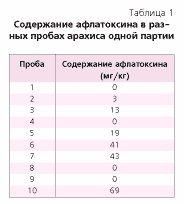 Таблица 1
Содержание афлатоксина в раз-
ных пробах арахиса одной партии
Проба Содержание афлатоксина
(мг/кг)
1 0
2 3
3 13
4 0
5 19
6 41
7 43
8 0
9 0
10 69